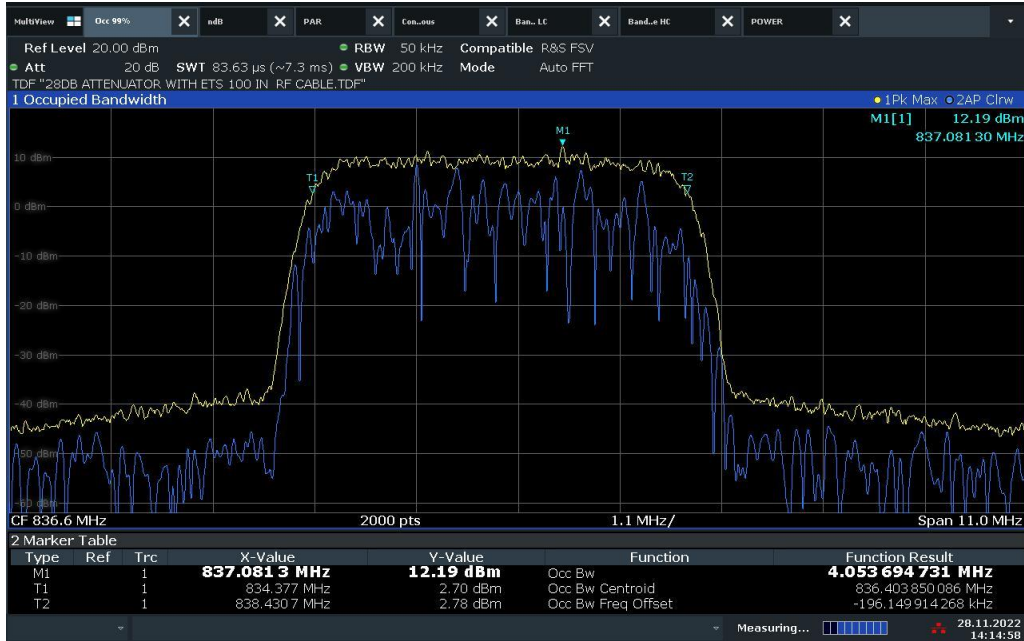 MultiView Occ 99% ndB PAR Con..ous Ban.. LC Band..e HC POWER
Ref Level 20.00 dBm RBW 50 kHz Compatible R&S FSV
Att 20 dB SWT 83.63 µs (~7.3 ms) VBW 200 kHz Mode Auto FFT
TDF "28DB ATTENUATOR WITH ETS 100 IN RF CABLE.TDF"
1 Occupied Bandwidth 1Pk Max 2AP Clrw
M1[1] 12.19 dBm
837.08130 MHz
M1
10 dBm
T1 T2
0 dBm
-10 dBm
-20 dBm
-30 dBm
-40 dBm
-50 dBm
-60 dBm
CF 836.6 MHz 2000 pts 1.1 MHz/ Span 11.0 MHz
2 Marker Table
Type Ref Trc X-Value Y-Value Function Function Result
M1 1 837.0813 MHz 12.19 dBm Occ Bw 4.053694731 MHz
T1 1 834.377 MHz 2.70 dBm Occ Bw Centroid 836.403850086 MHz
T2 1 838.4307 MHz 2.78 dBm Occ Bw Freq Offset -196.149914268 kHz
Measuring... 28.11.2022
14:14:58